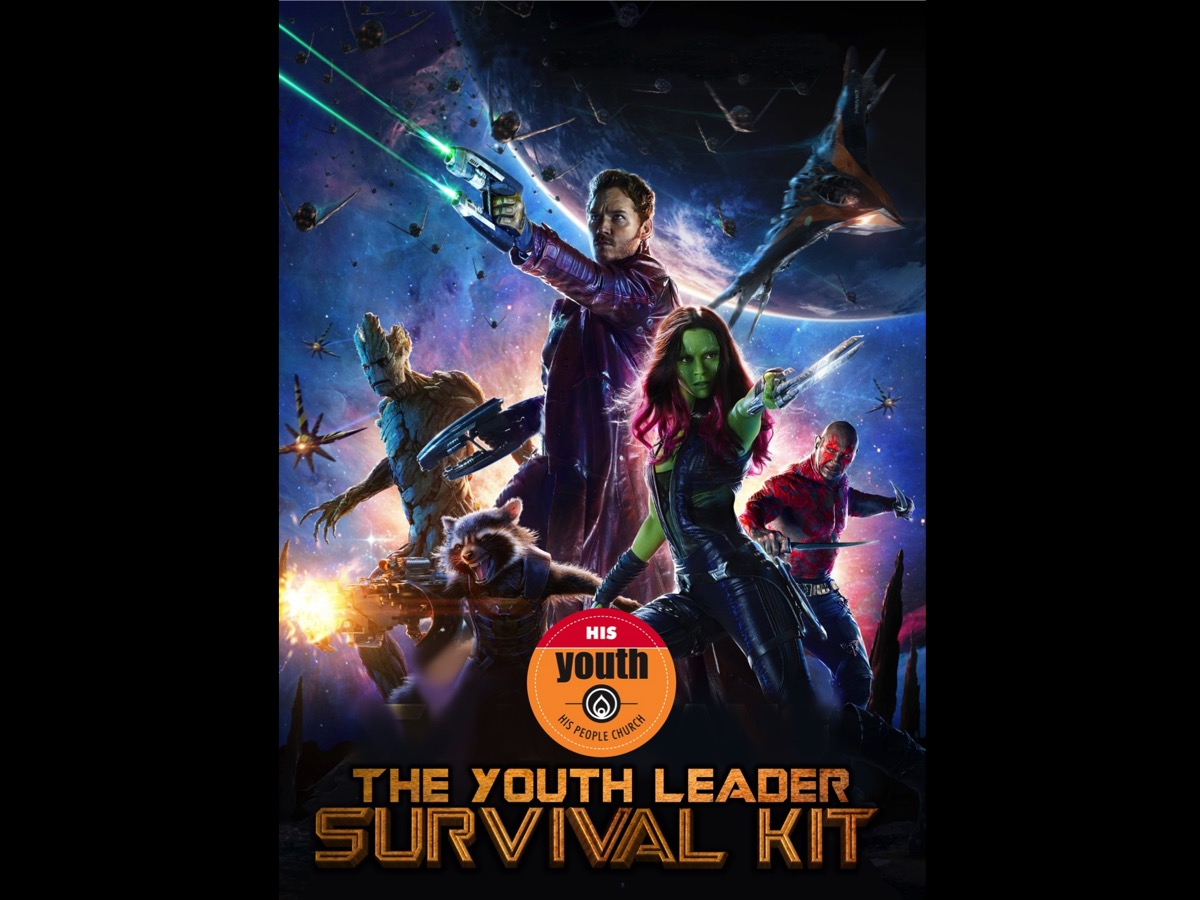 HIS
youth
HIS PEOPLE CHURCH
THE YOUTH LEADER
SURVIVAL KIT